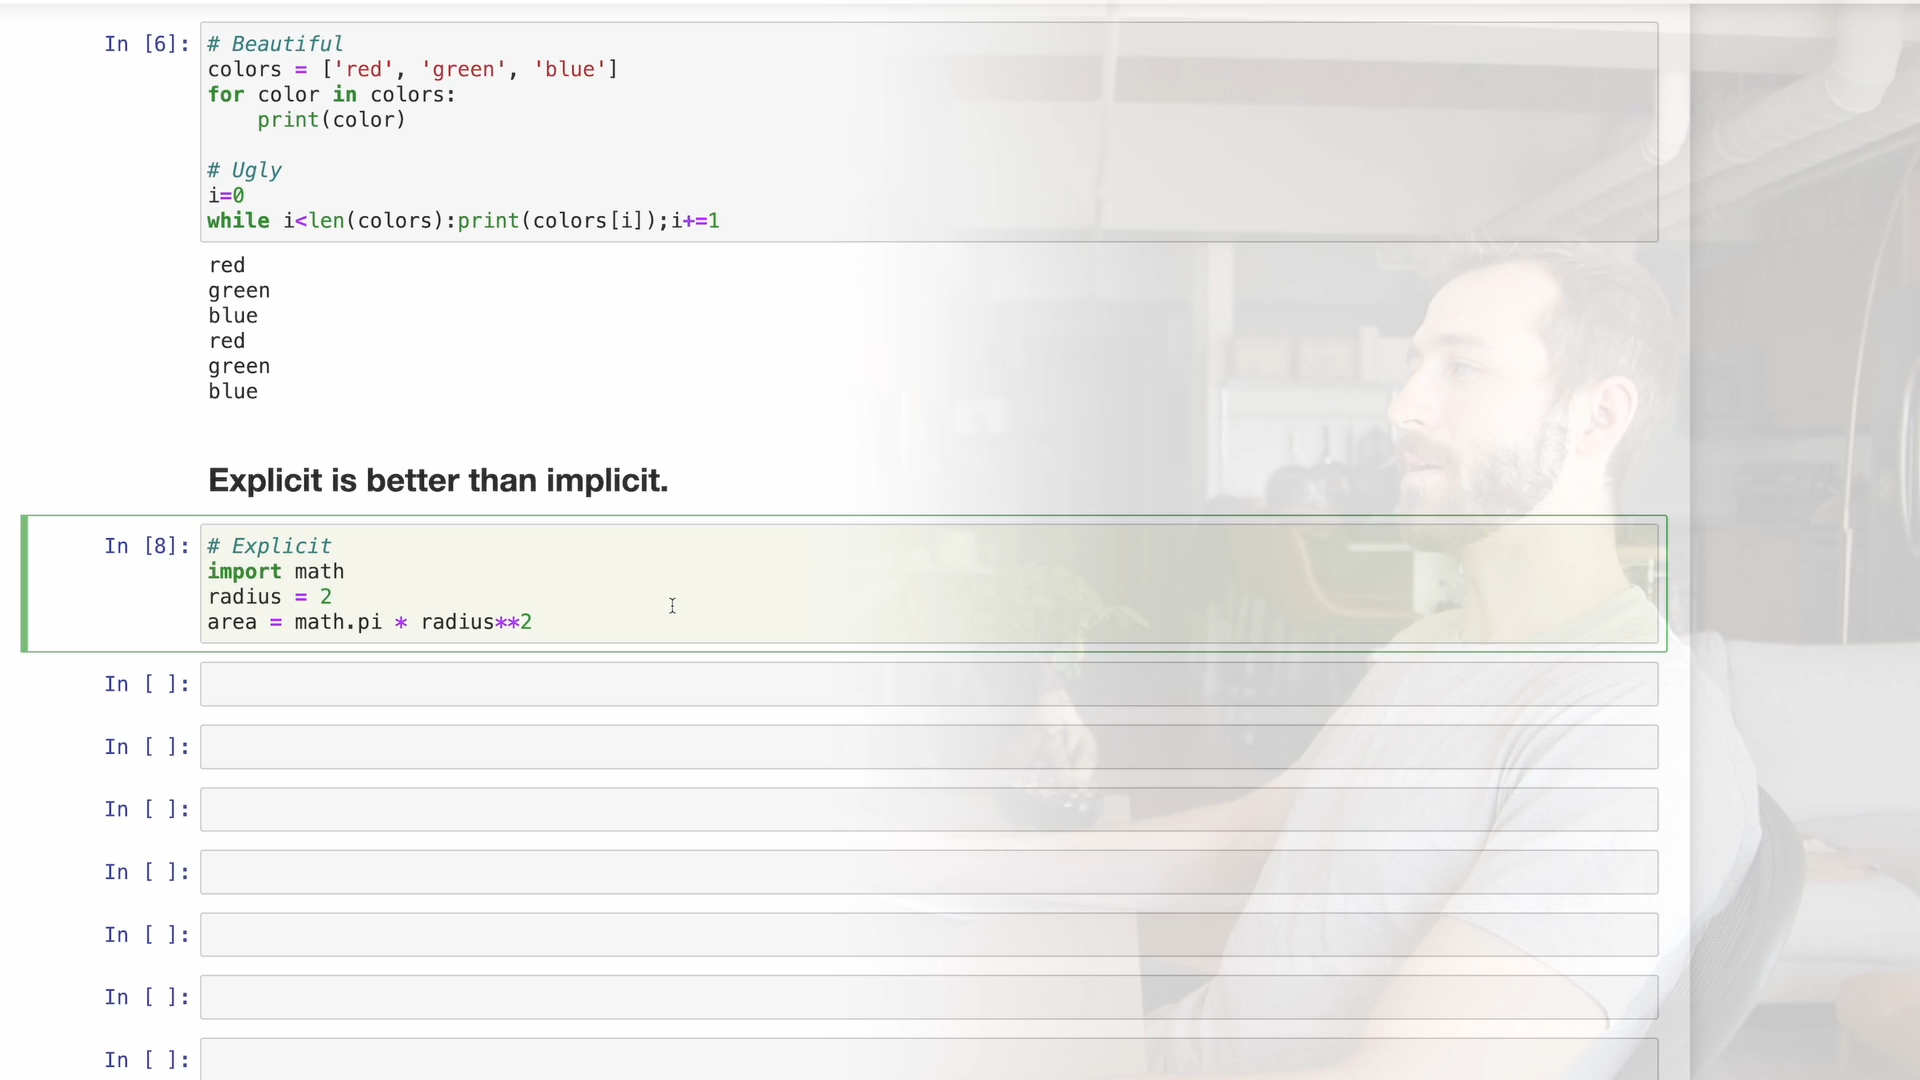 In [6]: # Beautiful
colors = ['red', 'green', 'blue']
for color in colors:
    print(color)
# Ugly
i=0
while i<len(colors):print(colors[i]);i+=1
red
green
blue
red
green
blue
Explicit is better than implicit.
In [8]: # Explicit
import math
radius = 2
area = math.pi * radius**2
In [ ]:
In [ ]:
In [ ]:
In [ ]:
In [ ]:
In [ ]:
In [ ]: